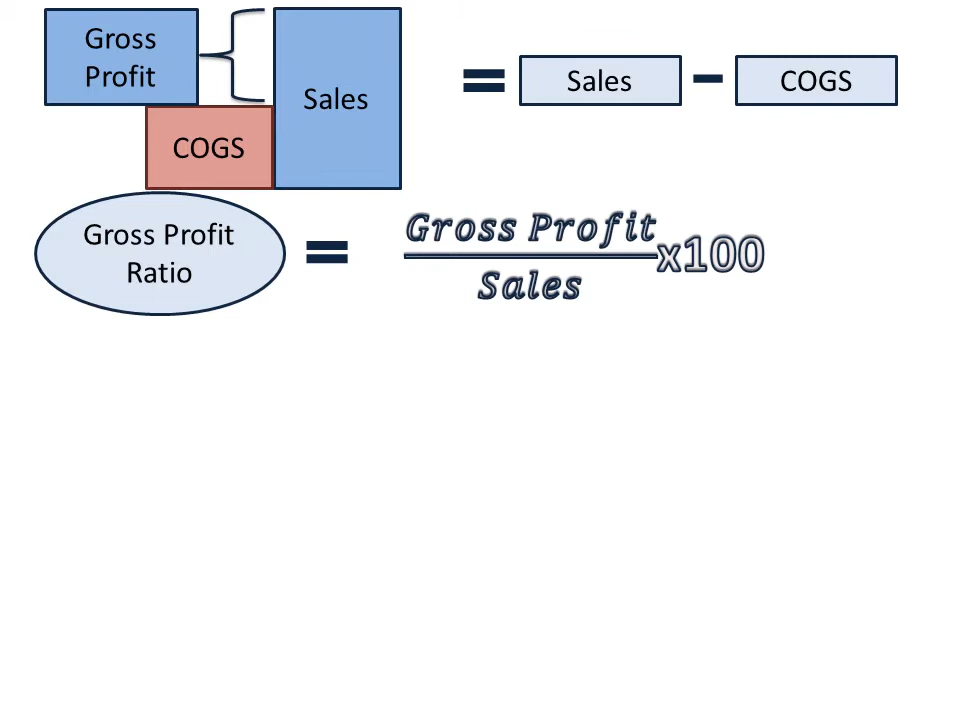 Gross
Profit
Sales
COGS
= Sales - COGS
Gross Profit
Ratio
=
Gross Profit
Sales
x100